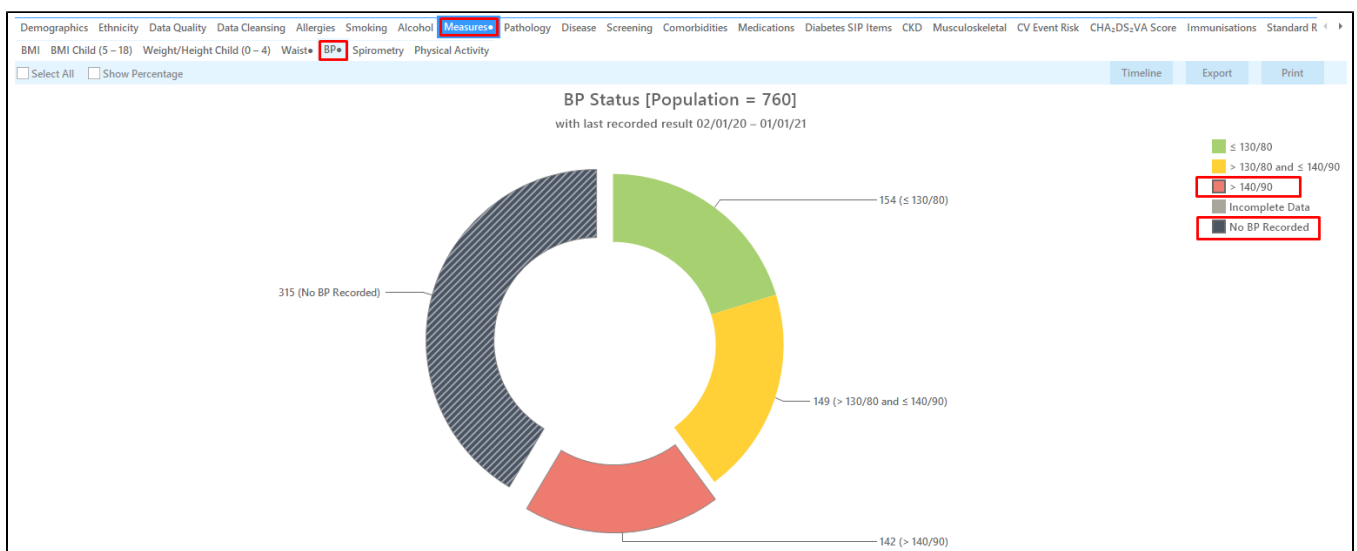 Demographics Ethnicity Data Quality Data Cleansing Allergies Smoking Alcohol Measures• Pathology Disease Screening Comorbidities Medications Diabetes SIP Items CKD Musculoskeletal CV Event Risk CHA₂DS₂VA Score Immunisations Standard R
BMI BMI Child (5 – 18) Weight/Height Child (0 – 4) Waist• BP• Spirometry Physical Activity
Select All Show Percentage Timeline Export Print
BP Status [Population = 760]
with last recorded result 02/01/20 – 01/01/21
≤ 130/80
> 130/80 and ≤ 140/90
> 140/90
Incomplete Data
No BP Recorded
154 (≤ 130/80)
315 (No BP Recorded)
149 (> 130/80 and ≤ 140/90)
142 (> 140/90)